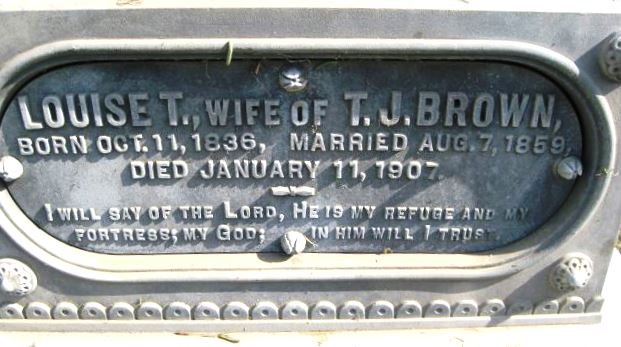 LOUISE T., WIFE OF T. J. BROWN,
BORN OCT. 11, 1836, MARRIED AUG. 7, 1859,
DIED JANUARY 11, 1907.
I WILL SAY OF THE LORD, HE IS MY REFUGE AND MY
FORTRESS; MY GOD; IN HIM WILL I TRUST.